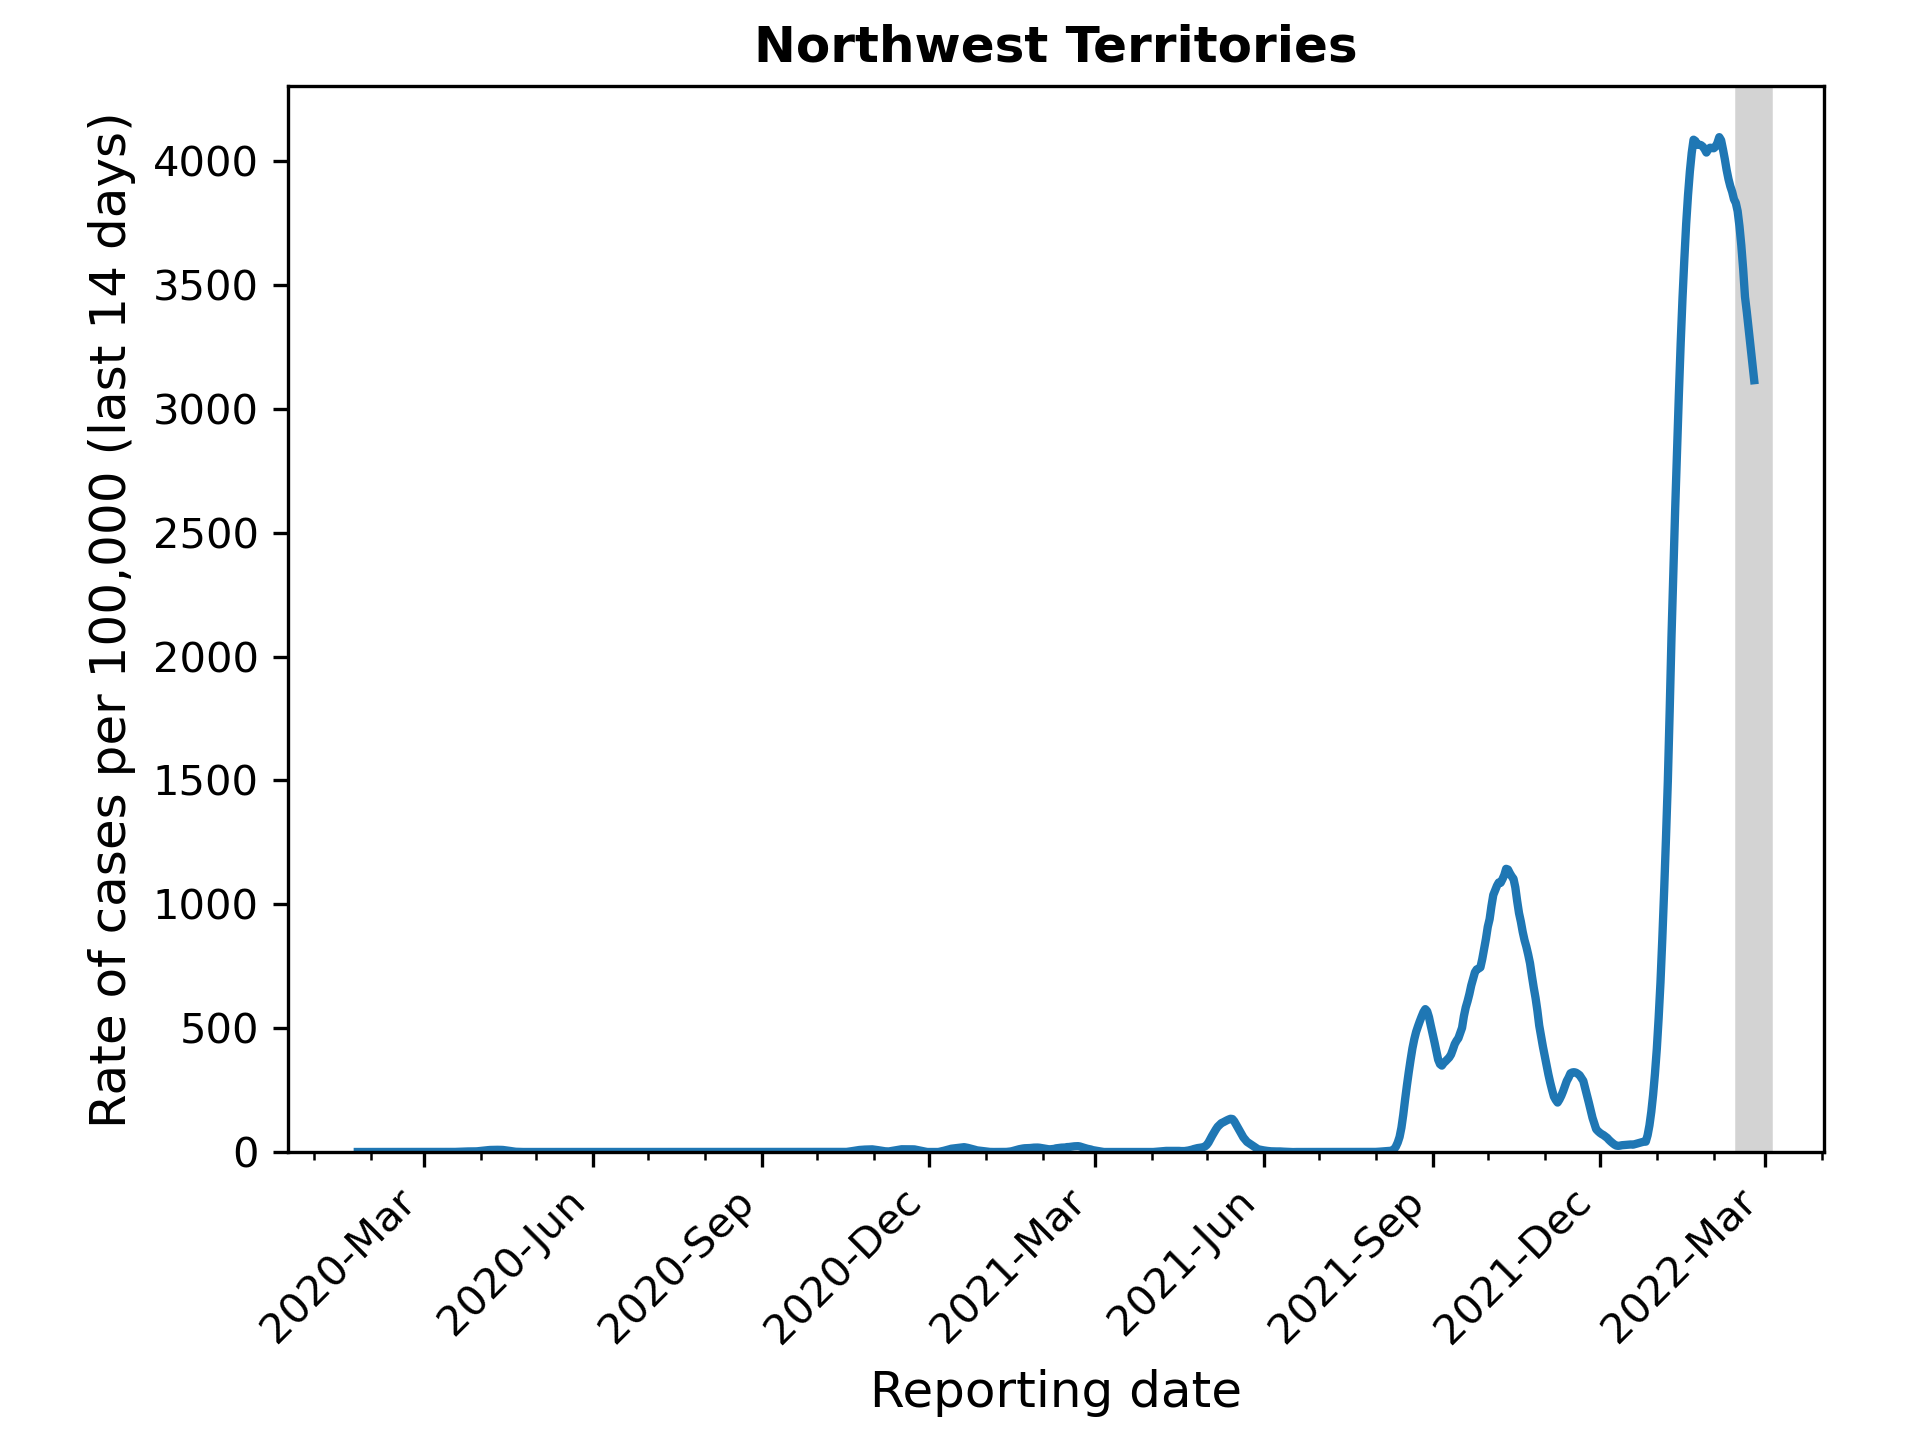 Northwest Territories
Rate of cases per 100,000 (last 14 days)
4000
3500
3000
2500
2000
1500
1000
500
0
2020-Mar
2020-Jun
2020-Sep
2020-Dec
2021-Mar
2021-Jun
2021-Sep
2021-Dec
2022-Mar
Reporting date